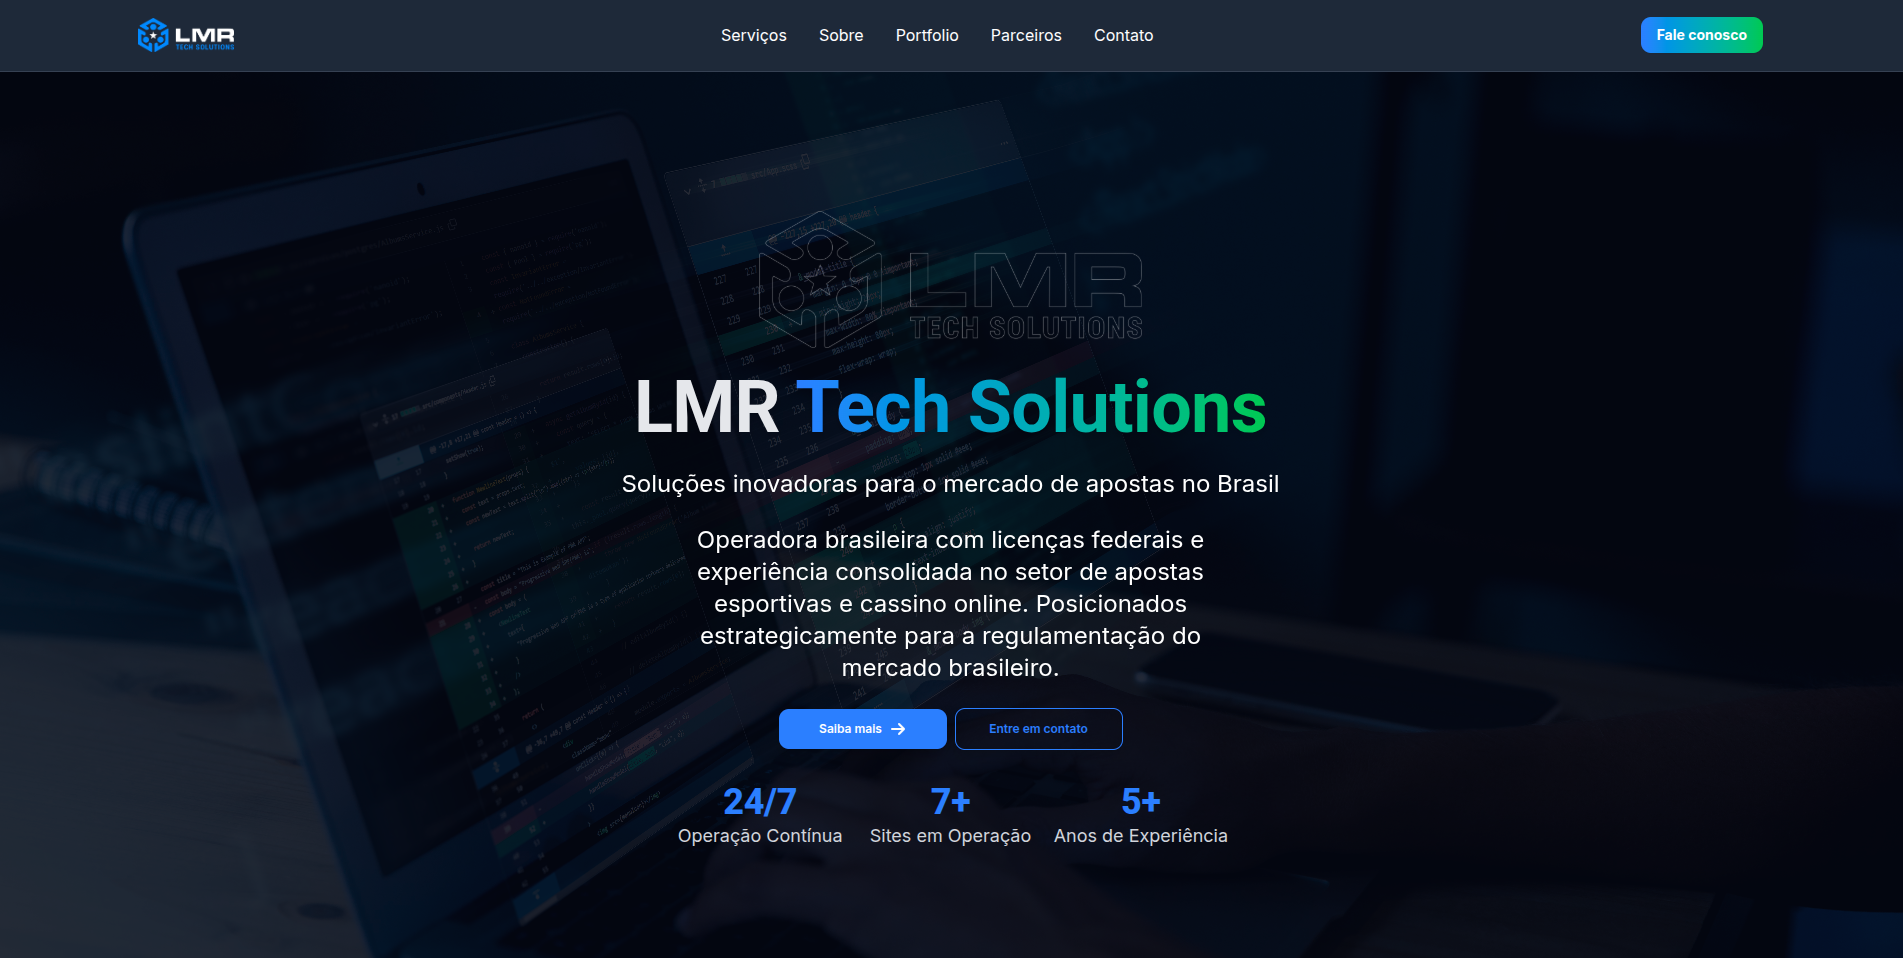 LMR
TECH SOLUTIONS
Serviços
Sobre
Portfolio
Parceiros
Contato
Fale conosco
LMR
TECH SOLUTIONS
LMR Tech Solutions
Soluções inovadoras para o mercado de apostas no Brasil
Operadora brasileira com licenças federais e
experiência consolidada no setor de apostas
esportivas e cassino online. Posicionados
estrategicamente para a regulamentação do
mercado brasileiro.
Saiba mais
Entre em contato
24/7
Operação Contínua
7+
Sites em Operação
5+
Anos de Experiência